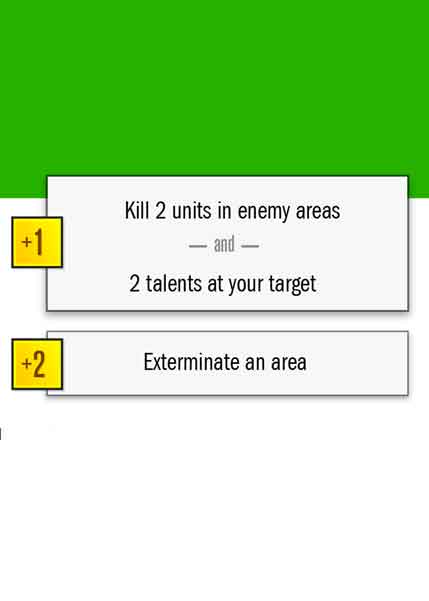 Kill 2 units in enemy areas
+1
— and —
2 talents at your target
+2
Exterminate an area